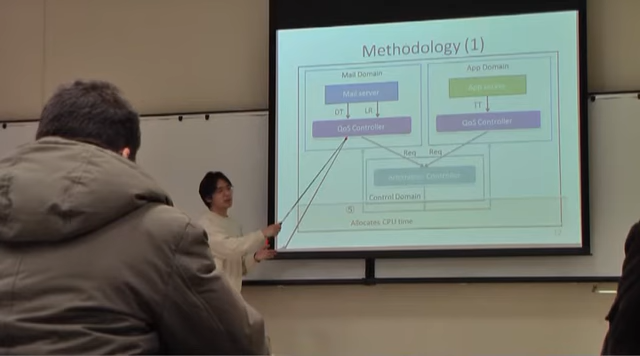 Methodology (1)
Mail Domain
App Domain
Mail server
DT
LR
TT
QoS Controller
QoS Controller
Req
Req
Control Domain
⑤
Allocates CPU time